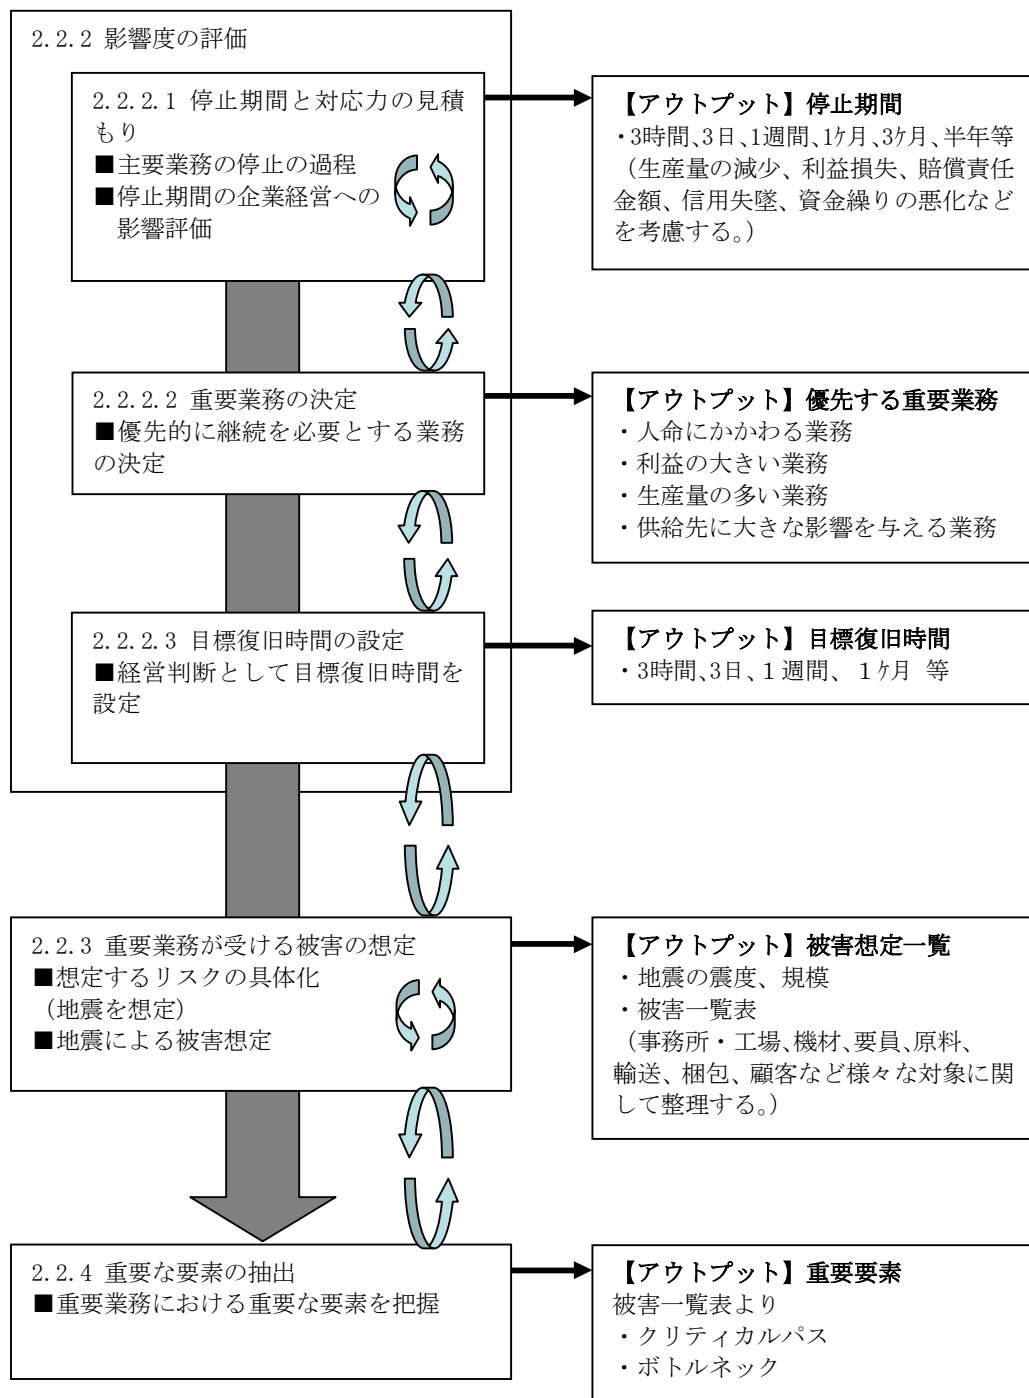 2.2.2 影響度の評価
2.2.2.1 停止期間と対応力の見積
もり
■主要業務の停止の過程
■停止期間の企業経営への
影響評価
【アウトプット】停止期間
・3時間、3日、1週間、1ケ月、3ケ月、半年等
（生産量の減少、利益損失、賠償責任
金額、信用失墜、資金繰りの悪化など
を考慮する。）
2.2.2.2 重要業務の決定
■優先的に継続を必要とする業務
の決定
【アウトプット】優先する重要業務
・人命にかかわる業務
・利益の大きい業務
・生産量の多い業務
・供給先に大きな影響を与える業務
2.2.2.3 目標復旧時間の設定
■経営判断として目標復旧時間を
設定
【アウトプット】目標復旧時間
・3時間、3日、１週間、１ケ月 等
2.2.3 重要業務が受ける被害の想定
■想定するリスクの具体化
（地震を想定）
■地震による被害想定
【アウトプット】被害想定一覧
・地震の震度、規模
・被害一覧表
（事務所・工場、機材、要員、原料、
輸送、梱包、顧客など様々な対象に関
して整理する。）
2.2.4 重要な要素の抽出
■重要業務における重要な要素を把握
【アウトプット】重要要素
被害一覧表より
・クリティカルパス
・ボトルネック